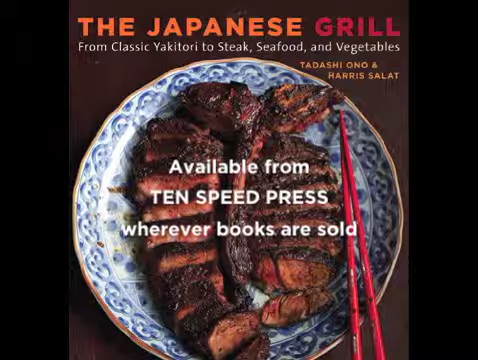 THE JAPANESE GRILL
From Classic Yakitori to Steak, Seafood, and Vegetables
TADASHI ONO &
HARRIS SALAT
Available from
TEN SPEED PRESS
wherever books are sold